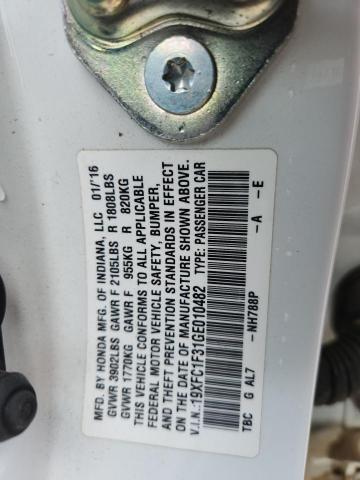 MFD. BY HONDA MFG. OF INDIANA, LLC 01/'16
GVWR 3902LBS GAWR F 2105LBS R 1808LBS
GVWR 1770KG GAWR F 955KG R 820KG
THIS VEHICLE CONFORMS TO ALL APPLICABLE
FEDERAL MOTOR VEHICLE SAFETY, BUMPER,
AND THEFT PREVENTION STANDARDS IN EFFECT
ON THE DATE OF MANUFACTURE SHOWN ABOVE.
V.I.N.:19XFC1F31GE010482 TYPE: PASSENGER CAR
TBC G AL7 -NH788P -A -E